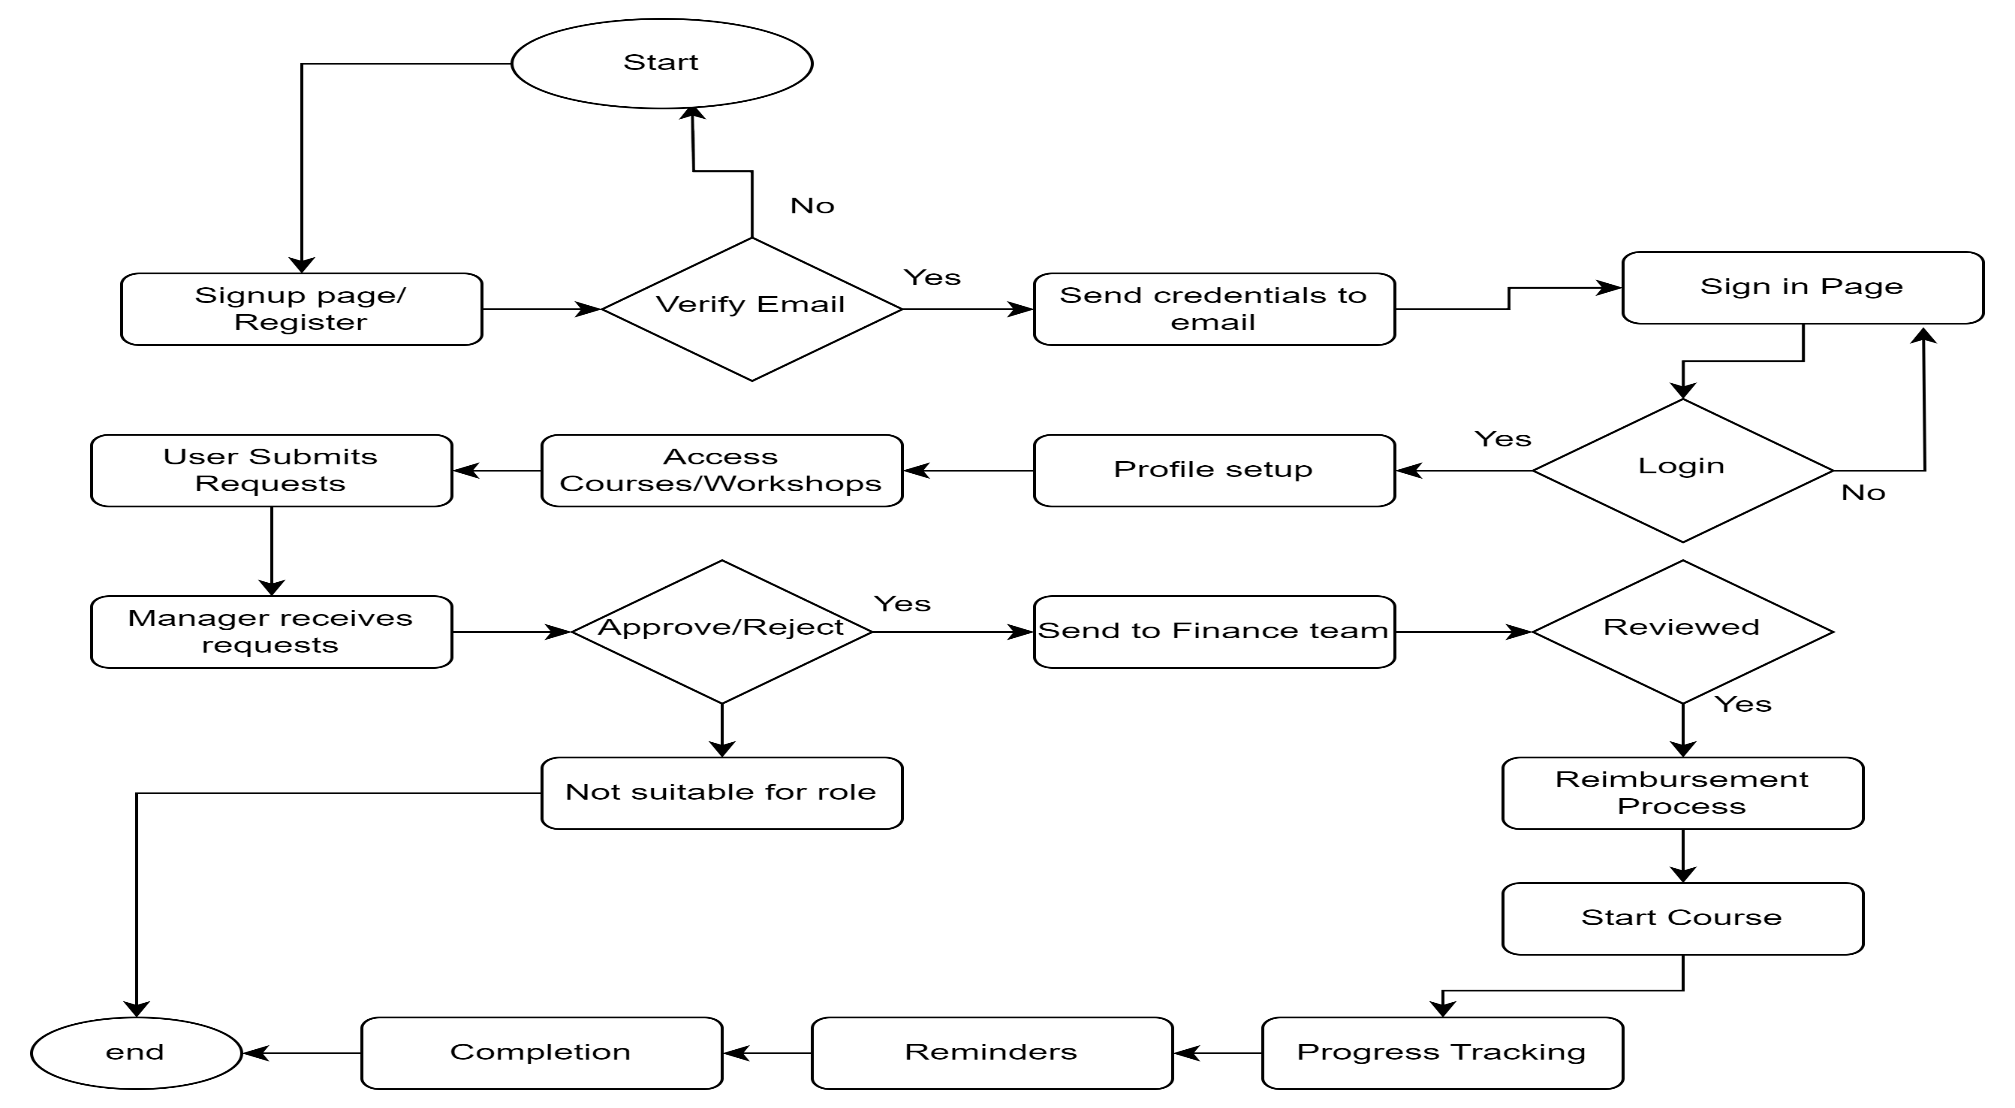 Start
No
Signup page/
Register
Verify Email
Yes
Send credentials to
email
Sign in Page
User Submits
Requests
Access
Courses/Workshops
Profile setup
Yes
Login
No
Manager receives
requests
Approve/Reject
Yes
Send to Finance team
Reviewed
Yes
Not suitable for role
Reimbursement
Process
Start Course
end
Completion
Reminders
Progress Tracking